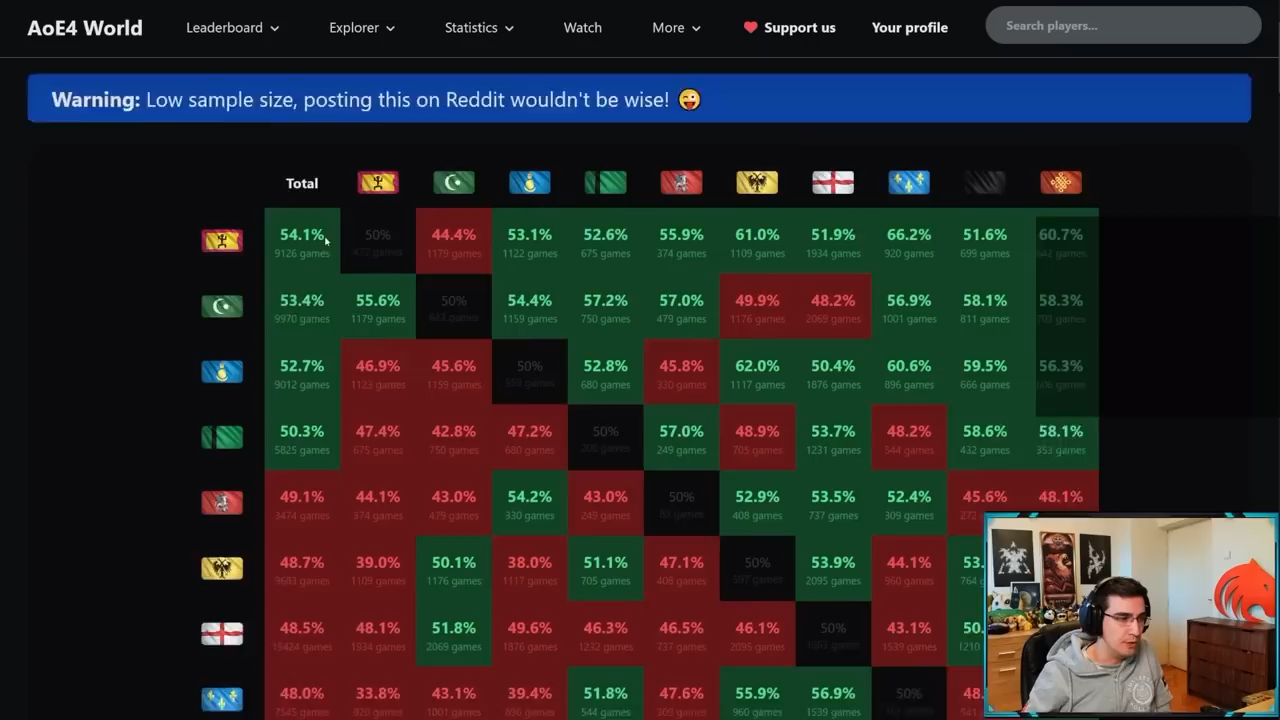 AoE4 World Leaderboard Explorer Statistics Watch More Support us Your profile Search players...
Warning: Low sample size, posting this on Reddit wouldn't be wise! 😜
Total
54.1% 50% 44.4% 53.1% 52.6% 55.9% 61.0% 51.9% 66.2% 51.6% 60.7%
9126 games 1179 games 1122 games 675 games 374 games 1109 games 1934 games 920 games 699 games
53.4% 55.6% 50% 54.4% 57.2% 57.0% 49.9% 48.2% 56.9% 58.1% 58.3%
9970 games 1179 games 1159 games 750 games 479 games 1176 games 2069 games 1001 games 811 games
52.7% 46.9% 45.6% 50% 52.8% 45.8% 62.0% 50.4% 60.6% 59.5% 56.3%
9012 games 1123 games 1159 games 680 games 330 games 1117 games 1876 games 896 games 666 games
50.3% 47.4% 42.8% 47.2% 50% 57.0% 48.9% 53.7% 48.2% 58.6% 58.1%
5825 games 675 games 750 games 680 games 249 games 705 games 1231 games 544 games 432 games 353 games
49.1% 44.1% 43.0% 54.2% 43.0% 50% 52.9% 53.5% 52.4% 45.6% 48.1%
3474 games 374 games 479 games 330 games 249 games 408 games 737 games 309 games 272
48.7% 39.0% 50.1% 38.0% 51.1% 47.1% 50% 53.9% 44.1% 53.
9683 games 1109 games 1176 games 1117 games 705 games 408 games 2095 games 960 games 764
48.5% 48.1% 51.8% 49.6% 46.3% 46.5% 46.1% 50% 43.1% 50.
15424 games 1934 games 2069 games 1876 games 1232 games 737 games 2095 games 1539 games 1210
48.0% 33.8% 43.1% 39.4% 51.8% 47.6% 55.9% 56.9% 50% 48.
7545 games 920 games 1001 games 896 games 544 games 309 games 960 games 1539 games